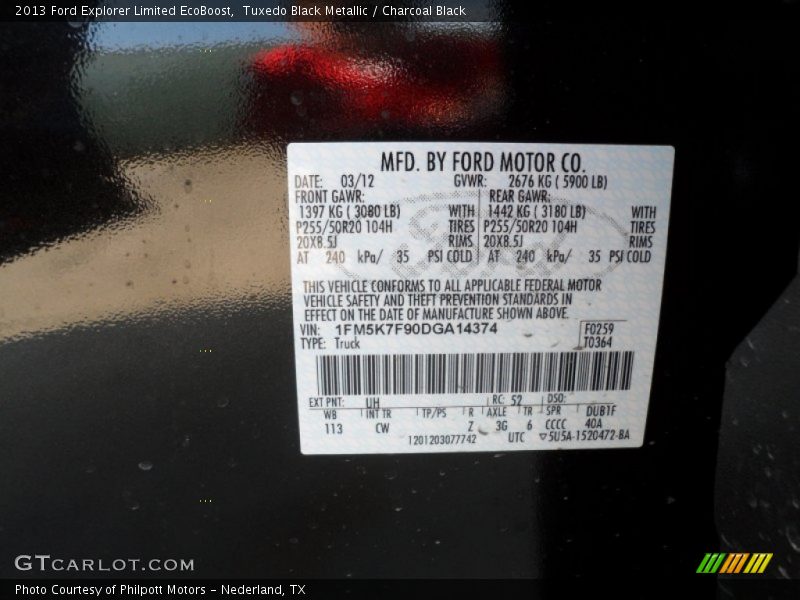 2013 Ford Explorer Limited EcoBoost, Tuxedo Black Metallic / Charcoal Black
MFD. BY FORD MOTOR CO.
DATE: 03/12 GVWR: 2676 KG ( 5900 LB)
FRONT GAWR: REAR GAWR:
1397 KG ( 3080 LB) WITH 1442 KG ( 3180 LB) WITH
P255/50R20 104H TIRES P255/50R20 104H TIRES
20X8.5J RIMS 20X8.5J RIMS
AT 240 kPa/ 35 PSI COLD AT 240 kPa/ 35 PSI COLD
THIS VEHICLE CONFORMS TO ALL APPLICABLE FEDERAL MOTOR
VEHICLE SAFETY AND THEFT PREVENTION STANDARDS IN
EFFECT ON THE DATE OF MANUFACTURE SHOWN ABOVE.
VIN: 1FM5K7F90DGA14374 F0259
TYPE: Truck T0364
EXT PNT: UH RC: 52 DSO:
WB INT TR TP/PS R AXLE TR SPR DUB1F
113 CW Z 3G 6 CCCC 40A
1201203077742 UTC ▽5U5A-1520472-BA
GTCARLOT.COM
Photo Courtesy of Philpott Motors - Nederland, TX